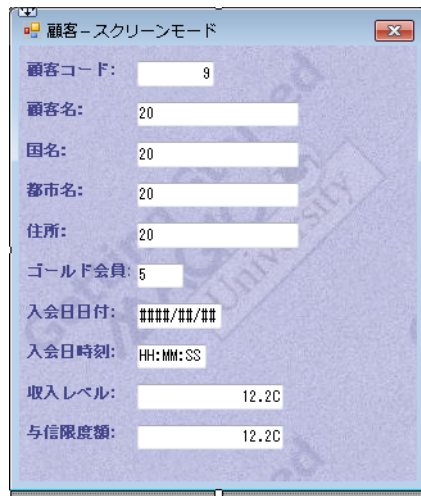 顧客－スクリーンモード
顧客コード: 9
顧客名: 20
国名: 20
都市名: 20
住所: 20
ゴールド会員: 5
入会日日付: ####/##/##
入会日時刻: HH:MM:SS
収入レベル: 12.2C
与信限度額: 12.2C
Getting Started
University